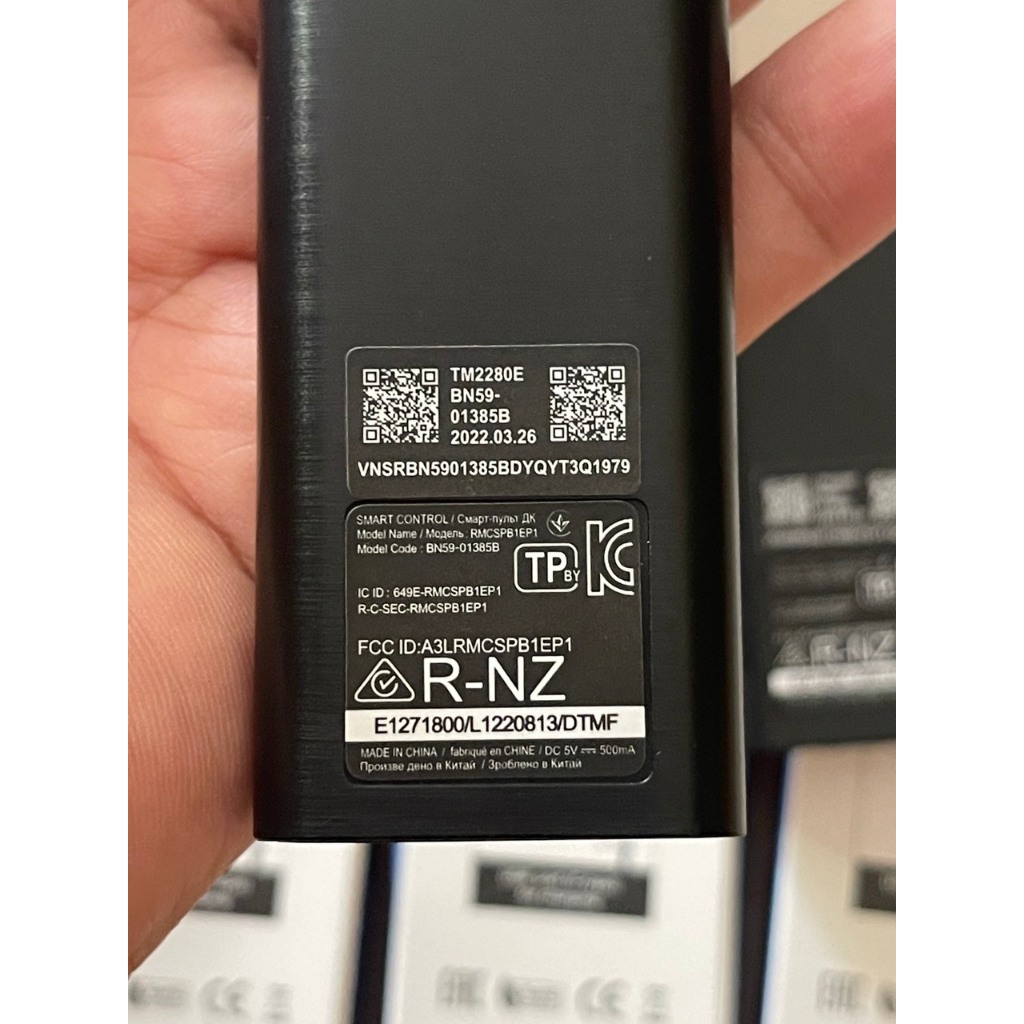 TM2280E
BN59-
01385B
2022.03.26
VNSRBN5901385BDYQYT3Q1979
SMART CONTROL / Смарт-пульт ДК
Model Name / Модель : RMCSPB1EP1
Model Code : BN59-01385B
TP BY
IC ID : 649E-RMCSPB1EP1
R-C-SEC-RMCSPB1EP1
FCC ID:A3LRMCSPB1EP1
R-NZ
E1271800/L1220813/DTMF
MADE IN CHINA / fabriqué en CHINE / DC 5V ⎓ 500mA
Произве дено в Китай / Зроблено в Китаи
R-NZ